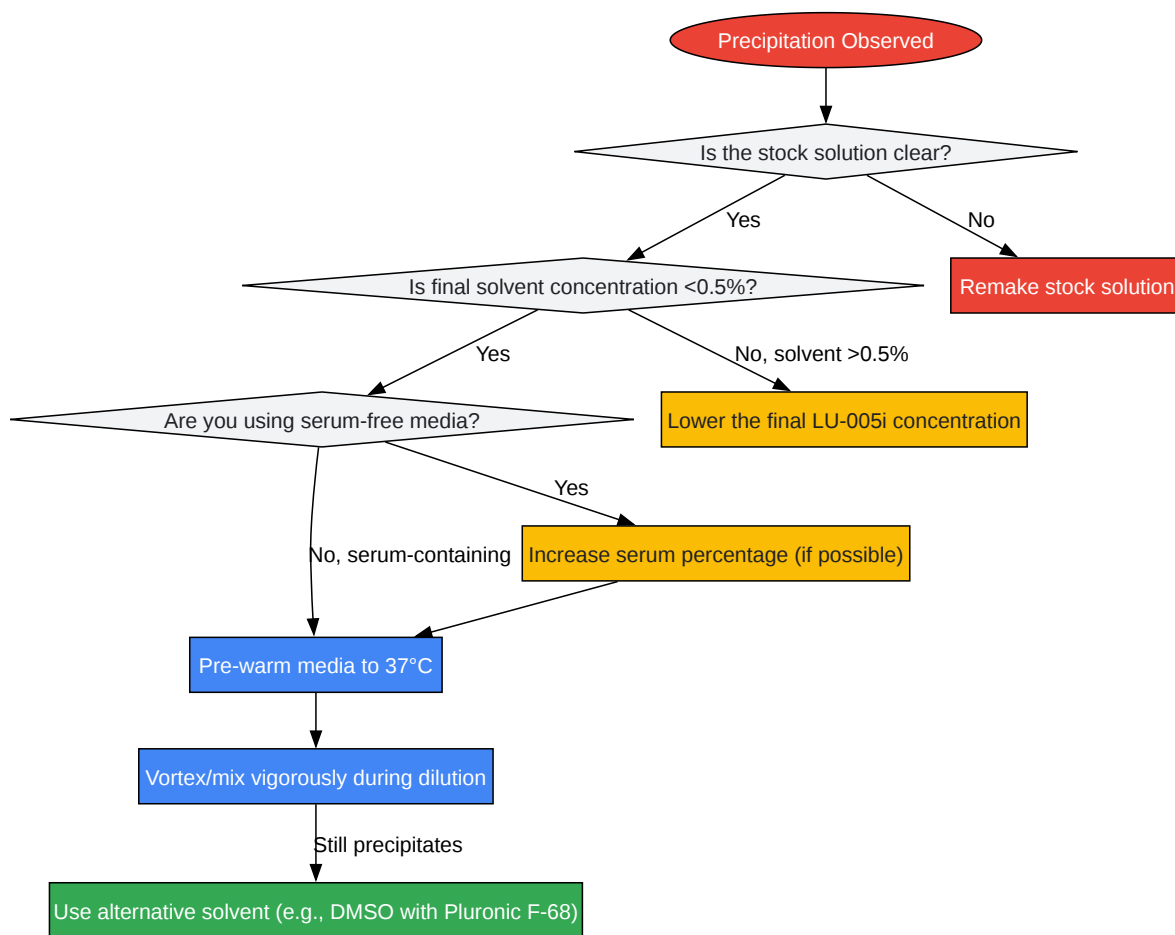 Precipitation Observed
Is the stock solution clear?
Yes
No
Is final solvent concentration <0.5%?
Remake stock solution
Yes
No, solvent >0.5%
Are you using serum-free media?
Lower the final LU-005i concentration
Yes
No, serum-containing
Increase serum percentage (if possible)
Pre-warm media to 37°C
Vortex/mix vigorously during dilution
Still precipitates
Use alternative solvent (e.g., DMSO with Pluronic F-68)